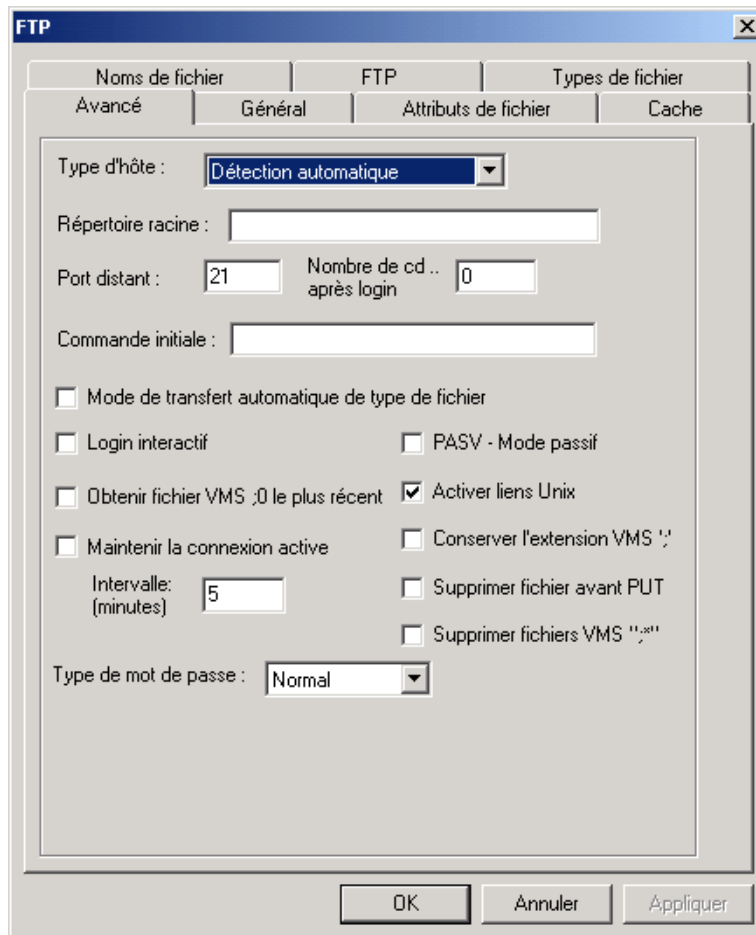 FTP
Noms de fichier
FTP
Types de fichier
Avancé
Général
Attributs de fichier
Cache
Type d'hôte :
Détection automatique
Répertoire racine :
Port distant :
21
Nombre de cd ..
après login
0
Commande initiale :
Mode de transfert automatique de type de fichier
Login interactif
PASV - Mode passif
Obtenir fichier VMS ;0 le plus récent
Activer liens Unix
Maintenir la connexion active
Conserver l'extension VMS ';'
Intervalle:
(minutes)
5
Supprimer fichier avant PUT
Supprimer fichiers VMS ";*"
Type de mot de passe :
Normal
OK
Annuler
Appliquer